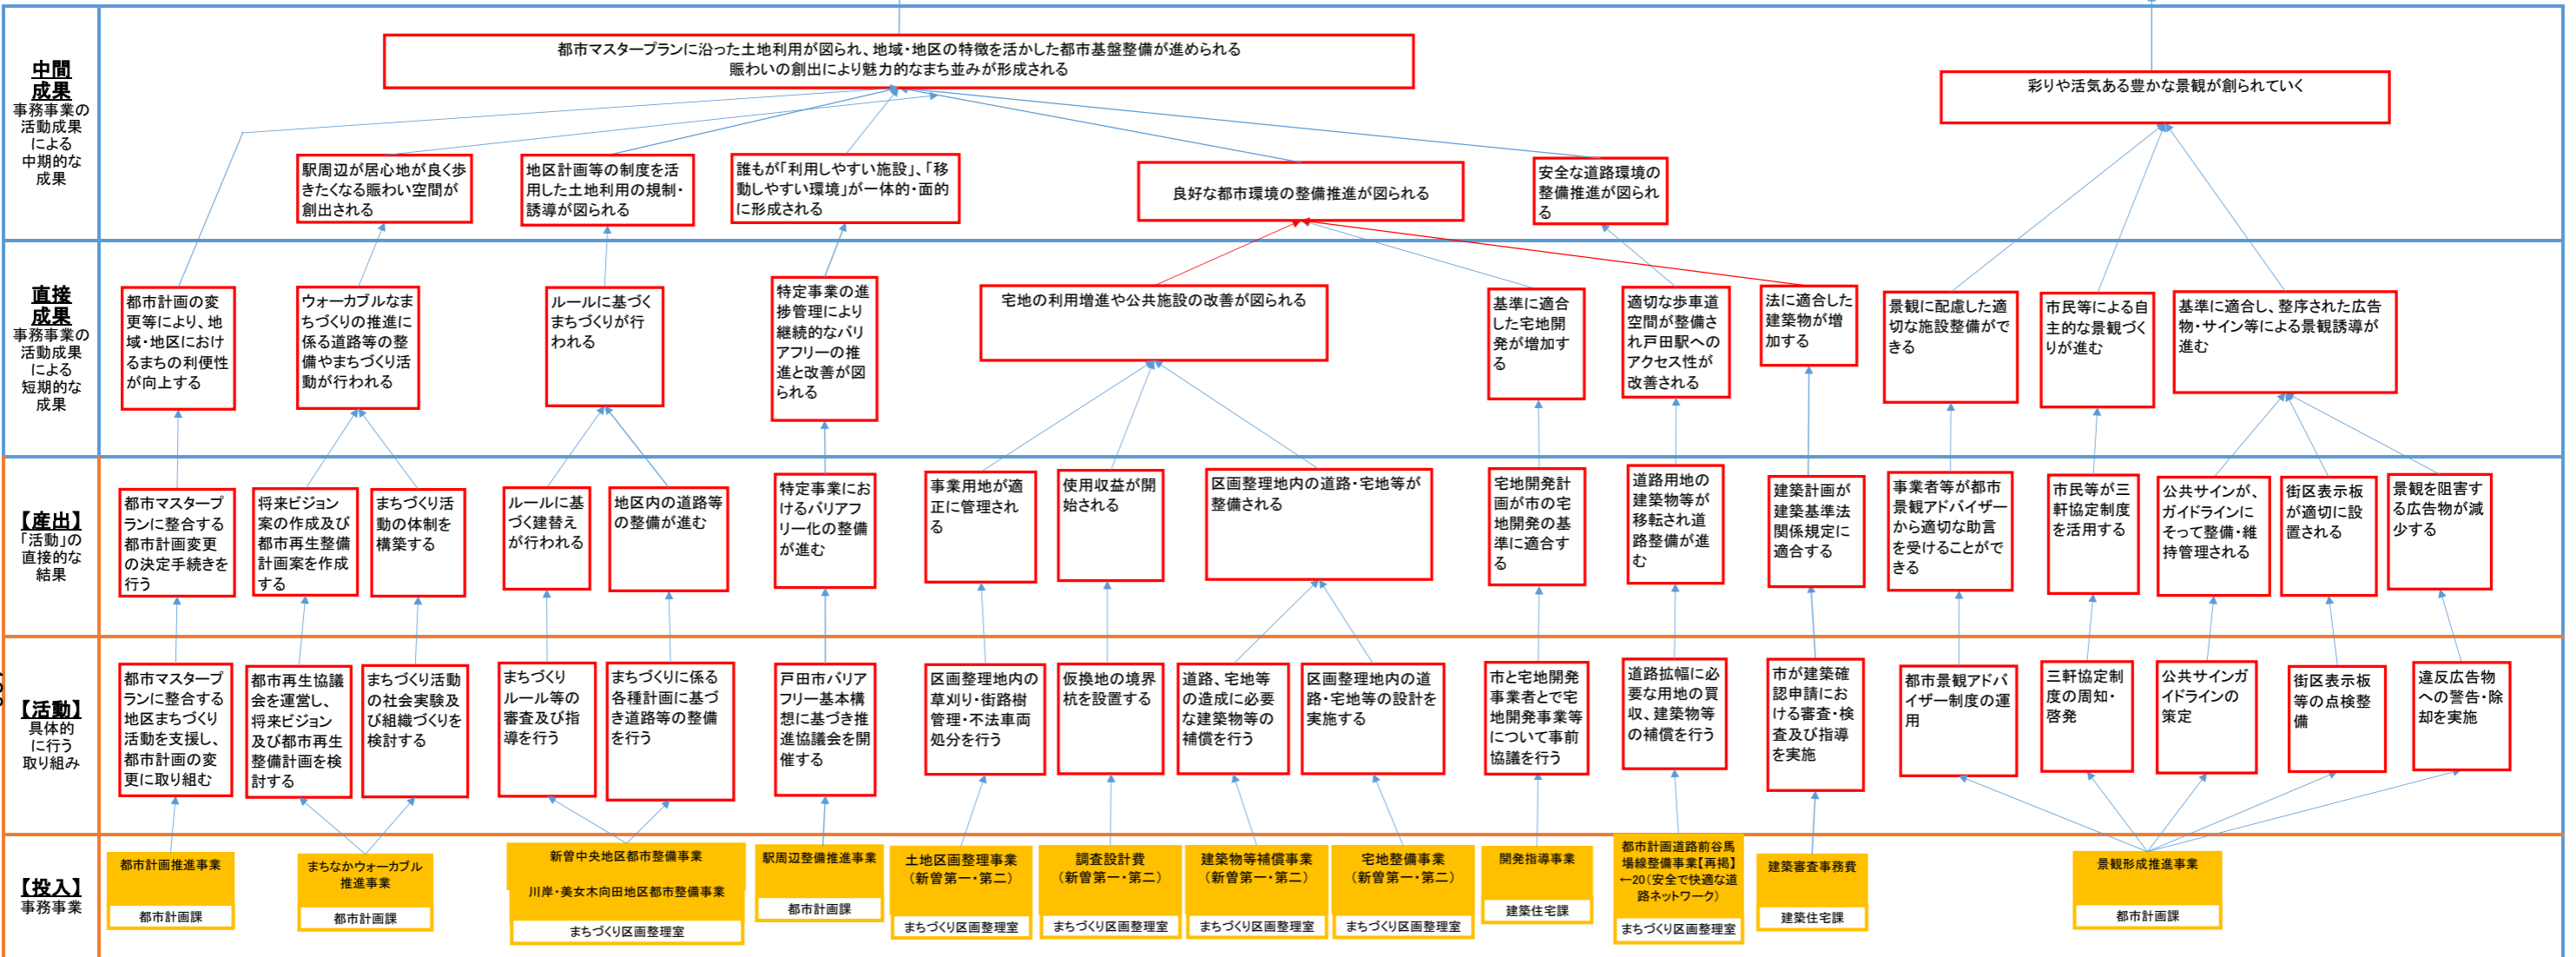 中間
成果
事務事業の
活動成果
による
中期的な
成果
都市マスタープランに沿った土地利用が図られ、地域・地区の特徴を活かした都市基盤整備が進められる
賑わいの創出により魅力的なまち並みが形成される
彩りや活気ある豊かな景観が創られていく
駅周辺が居心地が良く歩
きたくなる賑わい空間が
創出される
地区計画等の制度を活
用した土地利用の規制・
誘導が図られる
誰もが「利用しやすい施設」、「移
動しやすい環境」が一体的・面的
に形成される
良好な都市環境の整備推進が図られる
安全な道路環境の
整備推進が図られ
る
直接
成果
事務事業の
活動成果
による
短期的な
成果
都市計画の変
更等により、地
域・地区におけ
るまちの利便性
が向上する
ウォーカブルなま
ちづくりの推進に
係る道路等の整
備やまちづくり活
動が行われる
ルールに基づく
まちづくりが行
われる
特定事業の進
捗管理により
継続的なバリ
アフリーの推
進と改善が図
られる
宅地の利用増進や公共施設の改善が図られる
基準に適合
した宅地開
発が増加す
る
適切な歩車道
空間が整備さ
れ戸田駅への
アクセス性が
改善される
法に適合した
建築物が増
加する
景観に配慮した適
切な施設整備がで
きる
市民等による自
主的な景観づく
りが進む
基準に適合し、整序された広告
物・サイン等による景観誘導が
進む
【産出】
「活動」の
直接的な
結果
都市マスタープ
ランに整合する
都市計画変更
の決定手続きを
行う
将来ビジョン
案の作成及び
都市再生整備
計画案を作成
する
まちづくり活
動の体制を
構築する
ルールに基
づく建替え
が行われる
地区内の道路等
の整備が進む
特定事業にお
けるバリアフ
リー化の整備
が進む
事業用地が適
正に管理され
る
使用収益が開
始される
区画整理地内の道路・宅地等が
整備される
宅地開発計
画が市の宅
地開発の基
準に適合す
る
道路用地の
建築物等が
移転され道
路整備が進
む
建築計画が
建築基準法
関係規定に
適合する
事業者等が都市
景観アドバイザー
から適切な助言
を受けることがで
きる
市民等が三
軒協定制度
を活用する
公共サインが、
ガイドラインに
そって整備・維
持管理される
街区表示板
が適切に設
置される
景観を阻害す
る広告物が減
少する
【活動】
具体的
に行う
取り組み
都市マスタープ
ランに整合する
地区まちづくり
活動を支援し、
都市計画の変
更に取り組む
都市再生協議
会を運営し、
将来ビジョン
及び都市再生
整備計画を検
討する
まちづくり活動
の社会実験及
び組織づくりを
検討する
まちづくり
ルール等の
審査及び指
導を行う
まちづくりに係る
各種計画に基づ
き道路等の整備
を行う
戸田市バリア
フリー基本構
想に基づき推
進協議会を開
催する
区画整理地内の
草刈り・街路樹
管理・不法車両
処分を行う
仮換地の境界
杭を設置する
道路、宅地等
の造成に必要
な建築物等の
補償を行う
区画整理地内の道
路・宅地等の設計を
実施する
市と宅地開発
事業者とで宅
地開発事業等
について事前
協議を行う
道路拡幅に必
要な用地の買
収、建築物等
の補償を行う
市が建築確
認申請にお
ける審査・検
査及び指導
を実施
都市景観アドバ
イザー制度の運
用
三軒協定制
度の周知・
啓発
公共サインガ
イドラインの
策定
街区表示板
等の点検整
備
違反広告物
への警告・除
却を実施
【投入】
事務事業
都市計画推進事業
都市計画課
まちなかウォーカブル
推進事業
都市計画課
新曽中央地区都市整備事業
川岸・美女木向田地区都市整備事業
まちづくり区画整理室
駅周辺整備推進事業
都市計画課
土地区画整理事業
（新曽第一・第二）
まちづくり区画整理室
調査設計費
（新曽第一・第二）
まちづくり区画整理室
建築物等補償事業
（新曽第一・第二）
まちづくり区画整理室
宅地整備事業
（新曽第一・第二）
まちづくり区画整理室
開発指導事業
建築住宅課
都市計画道路前谷馬
場線整備事業【再掲】
←20（安全で快適な道
路ネットワーク）
まちづくり区画整理室
建築審査事務費
建築住宅課
景観形成推進事業
都市計画課